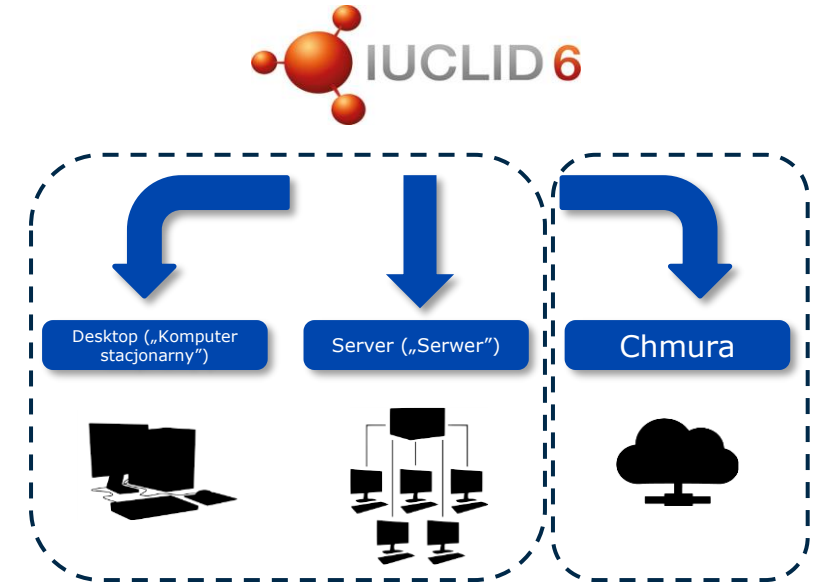 IUCLID 6
Desktop („Komputer
stacjonarny”)
Server („Serwer”)
Chmura